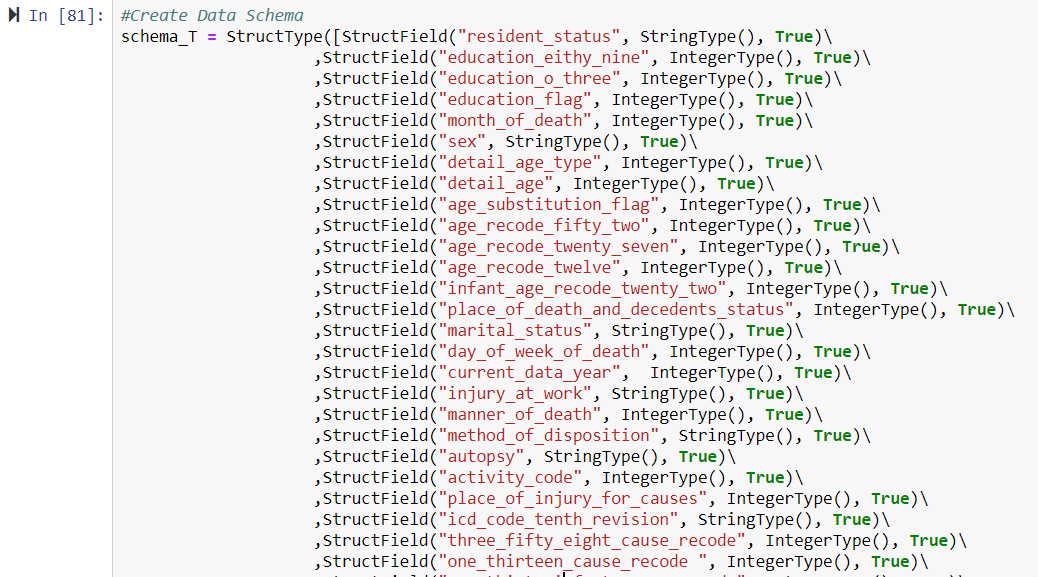 In [81]: #Create Data Schema
schema_T = StructType([StructField("resident_status", StringType(), True)\
,StructField("education_eithy_nine", IntegerType(), True)\
,StructField("education_o_three", IntegerType(), True)\
,StructField("education_flag", IntegerType(), True)\
,StructField("month_of_death", IntegerType(), True)\
,StructField("sex", StringType(), True)\
,StructField("detail_age_type", IntegerType(), True)\
,StructField("detail_age", IntegerType(), True)\
,StructField("age_substitution_flag", IntegerType(), True)\
,StructField("age_recode_fifty_two", IntegerType(), True)\
,StructField("age_recode_twenty_seven", IntegerType(), True)\
,StructField("age_recode_twelve", IntegerType(), True)\
,StructField("infant_age_recode_twenty_two", IntegerType(), True)\
,StructField("place_of_death_and_decedents_status", IntegerType(), True)\
,StructField("marital_status", StringType(), True)\
,StructField("day_of_week_of_death", IntegerType(), True)\
,StructField("current_data_year",  IntegerType(), True)\
,StructField("injury_at_work", StringType(), True)\
,StructField("manner_of_death", IntegerType(), True)\
,StructField("method_of_disposition", StringType(), True)\
,StructField("autopsy", StringType(), True)\
,StructField("activity_code", IntegerType(), True)\
,StructField("place_of_injury_for_causes", IntegerType(), True)\
,StructField("icd_code_tenth_revision", StringType(), True)\
,StructField("three_fifty_eight_cause_recode", IntegerType(), True)\
,StructField("one_thirteen_cause_recode ", IntegerType(), True)\